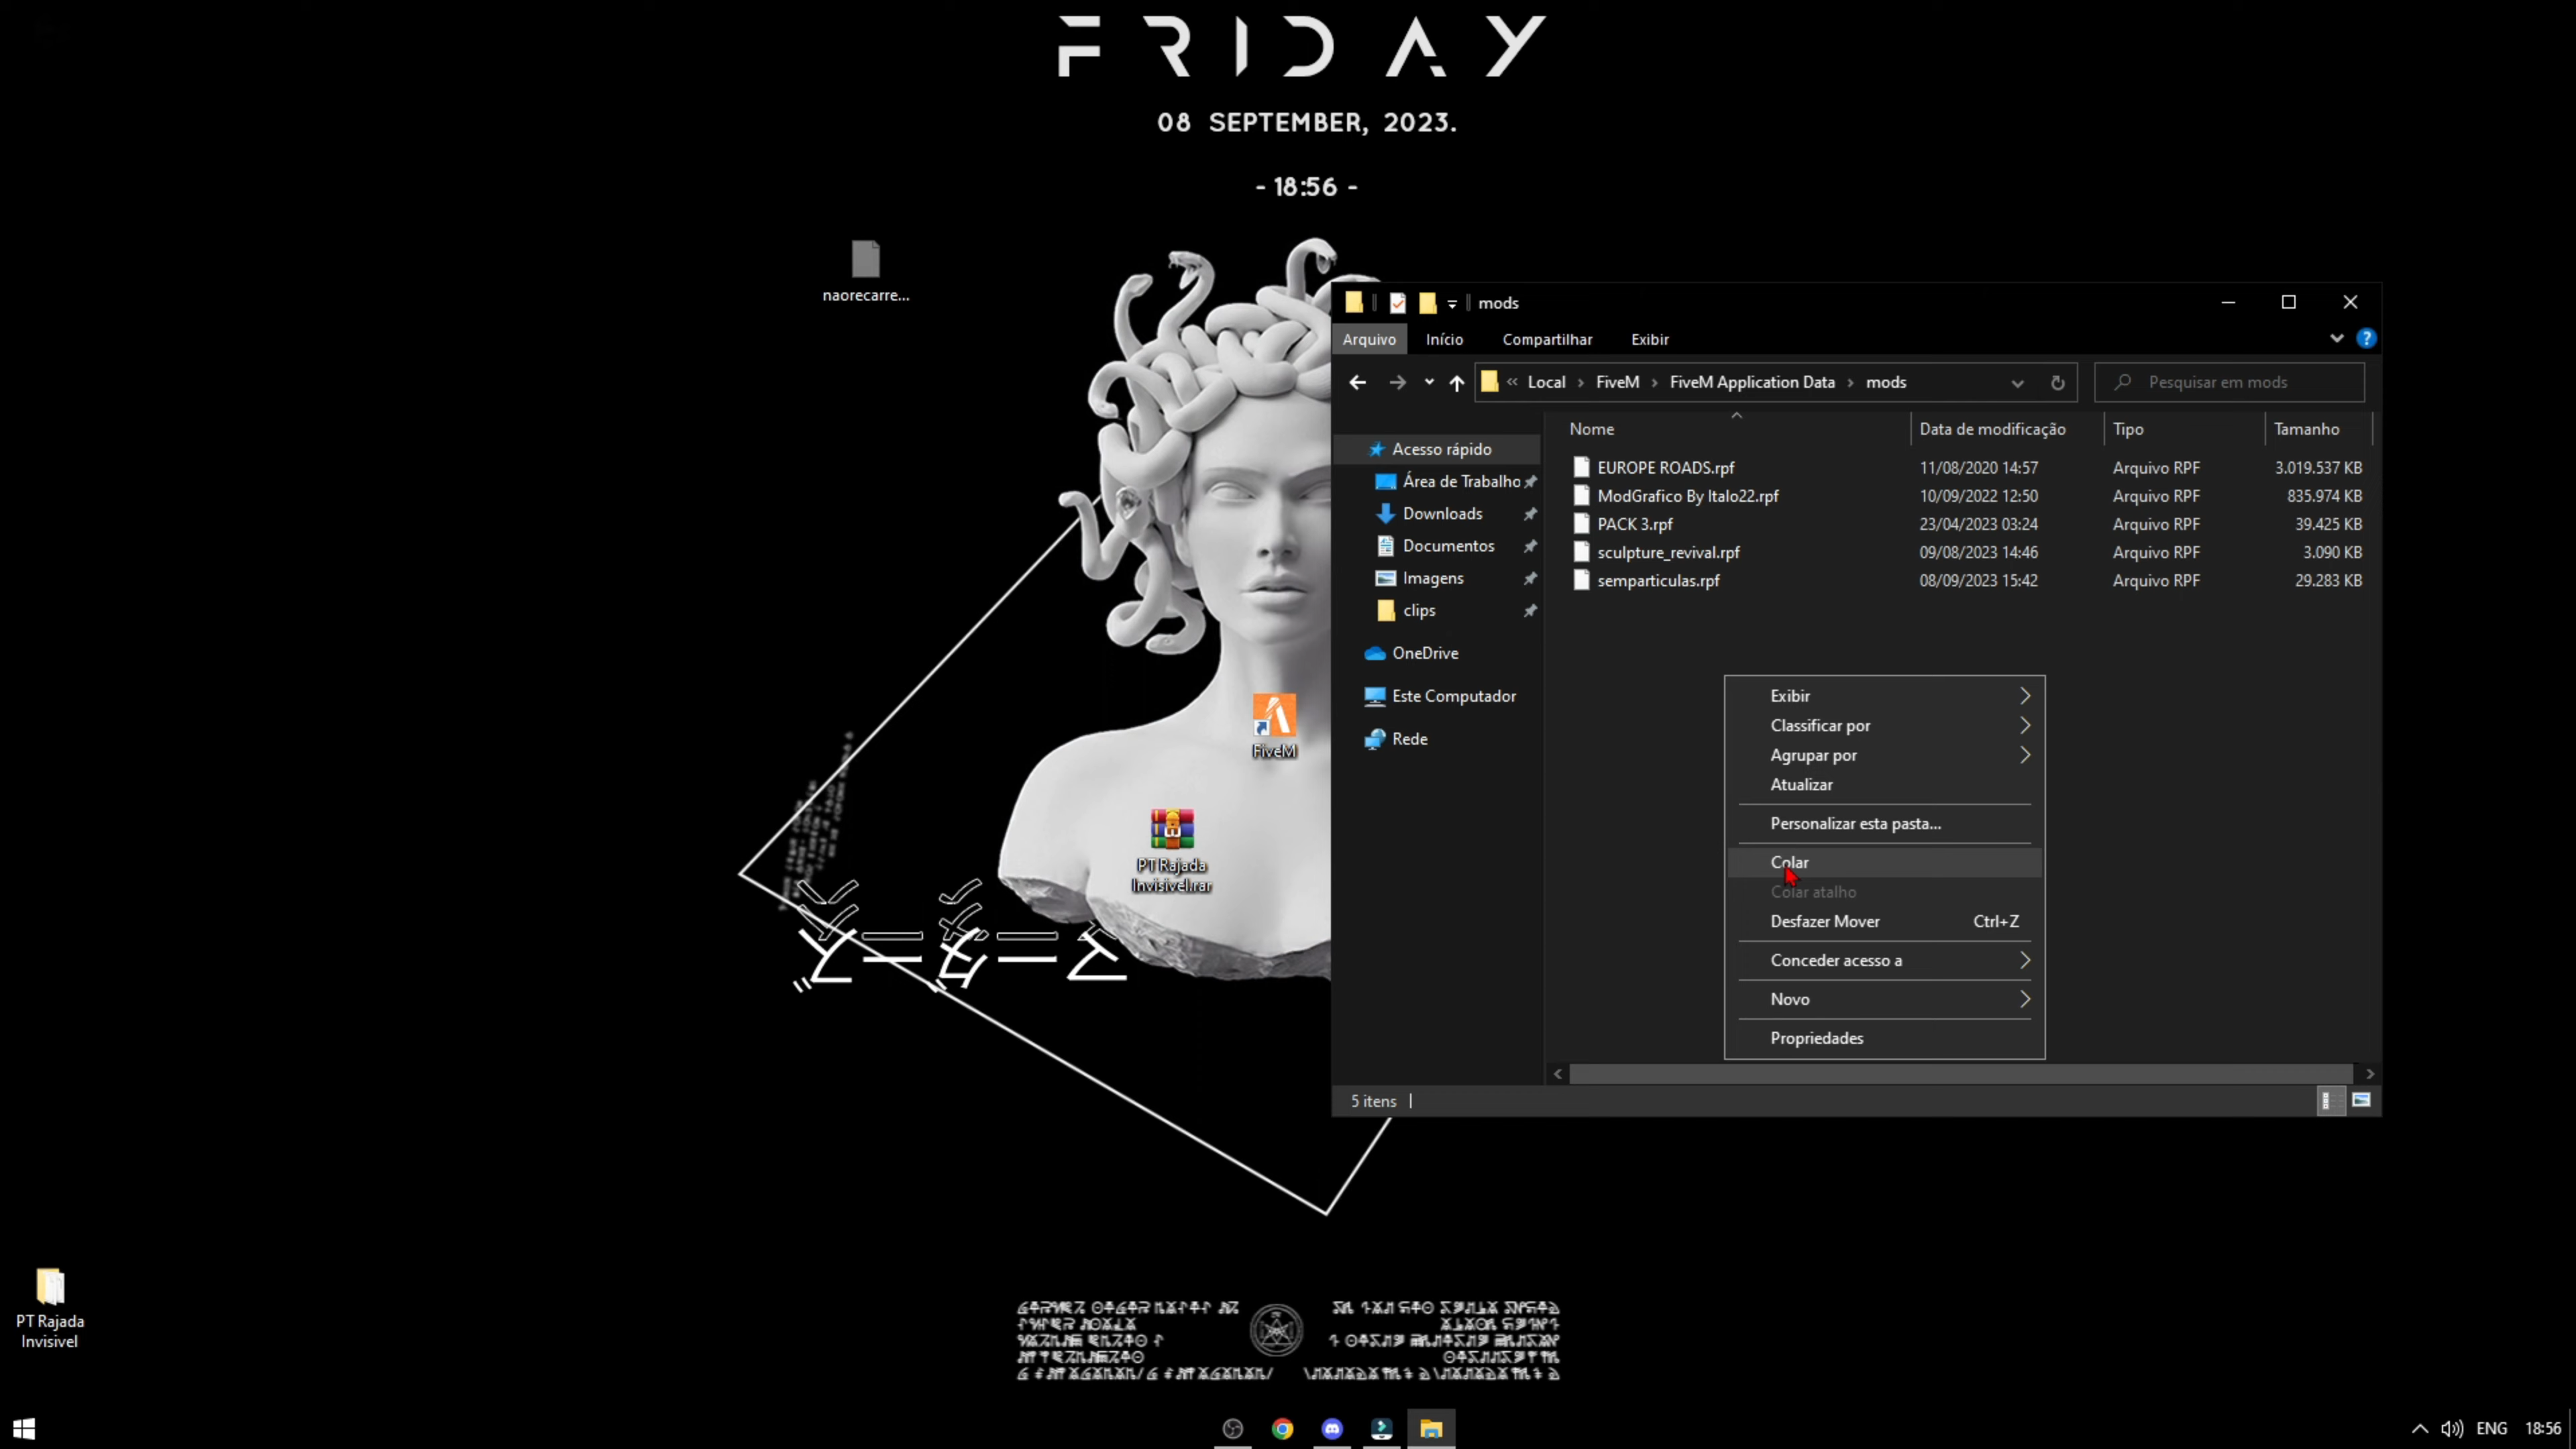 FRIDAY
08 SEPTEMBER, 2023.
- 18:56 -
naorecarre...
mods
Arquivo
Início
Compartilhar
Exibir
« Local › FiveM › FiveM Application Data › mods
Pesquisar em mods
Nome
Data de modificação
Tipo
Tamanho
EUROPE ROADS.rpf 11/08/2020 14:57 Arquivo RPF 3.019.537 KB
ModGrafico By Italo22.rpf 10/09/2022 12:50 Arquivo RPF 835.974 KB
PACK 3.rpf 23/04/2023 03:24 Arquivo RPF 39.425 KB
sculpture_revival.rpf 09/08/2023 14:46 Arquivo RPF 3.090 KB
semparticulas.rpf 08/09/2023 15:42 Arquivo RPF 29.283 KB
Acesso rápido
Área de Trabalho
Downloads
Documentos
Imagens
clips
OneDrive
Este Computador
Rede
Exibir
Classificar por
Agrupar por
Atualizar
Personalizar esta pasta...
Colar
Colar atalho
Desfazer Mover Ctrl+Z
Conceder acesso a
Novo
Propriedades
5 itens
FiveM
PT Rajada
Invisivel.rar
PT Rajada
Invisivel
ENG
18:56